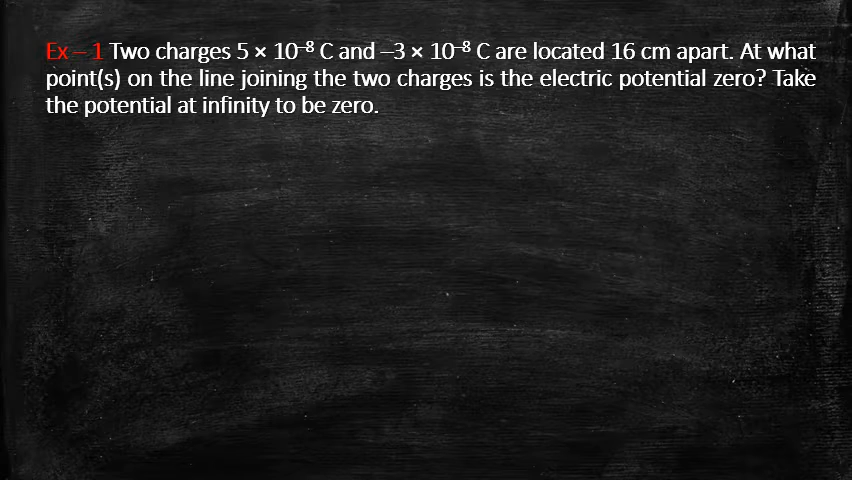 Ex – 1 Two charges 5 × 10⁻⁸ C and –3 × 10⁻⁸ C are located 16 cm apart. At what
point(s) on the line joining the two charges is the electric potential zero? Take
the potential at infinity to be zero.